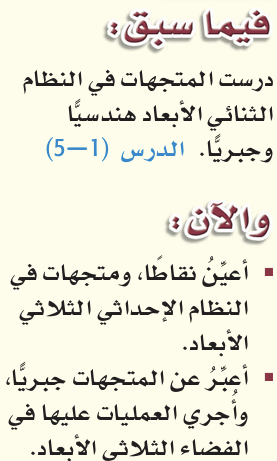 فيما سبق:
درست المتجهات في النظام
الثنائي الأبعاد هندسيًّا
وجبريًّا. الدرس (1-5)
والآن:
▪ أعيِّنُ نقاطًا، ومتجهات في
النظام الإحداثي الثلاثي
الأبعاد.
▪ أعبِّرُ عن المتجهات جبريًّا،
وأُجري العمليات عليها في
الفضاء الثلاثي الأبعاد.